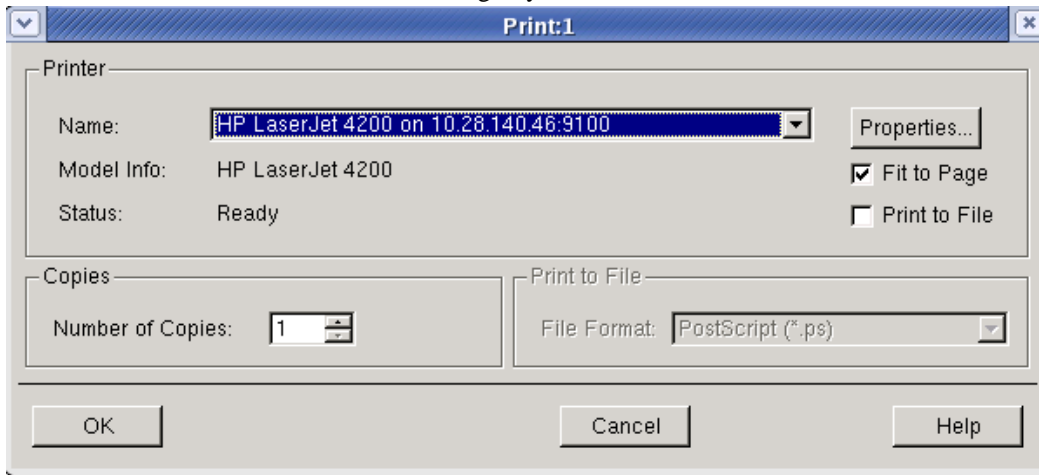 Print:1
Printer
Name: HP LaserJet 4200 on 10.28.140.46:9100 Properties...
Model Info: HP LaserJet 4200 Fit to Page
Status: Ready Print to File
Copies Print to File
Number of Copies: 1 File Format: PostScript (*.ps)
OK Cancel Help